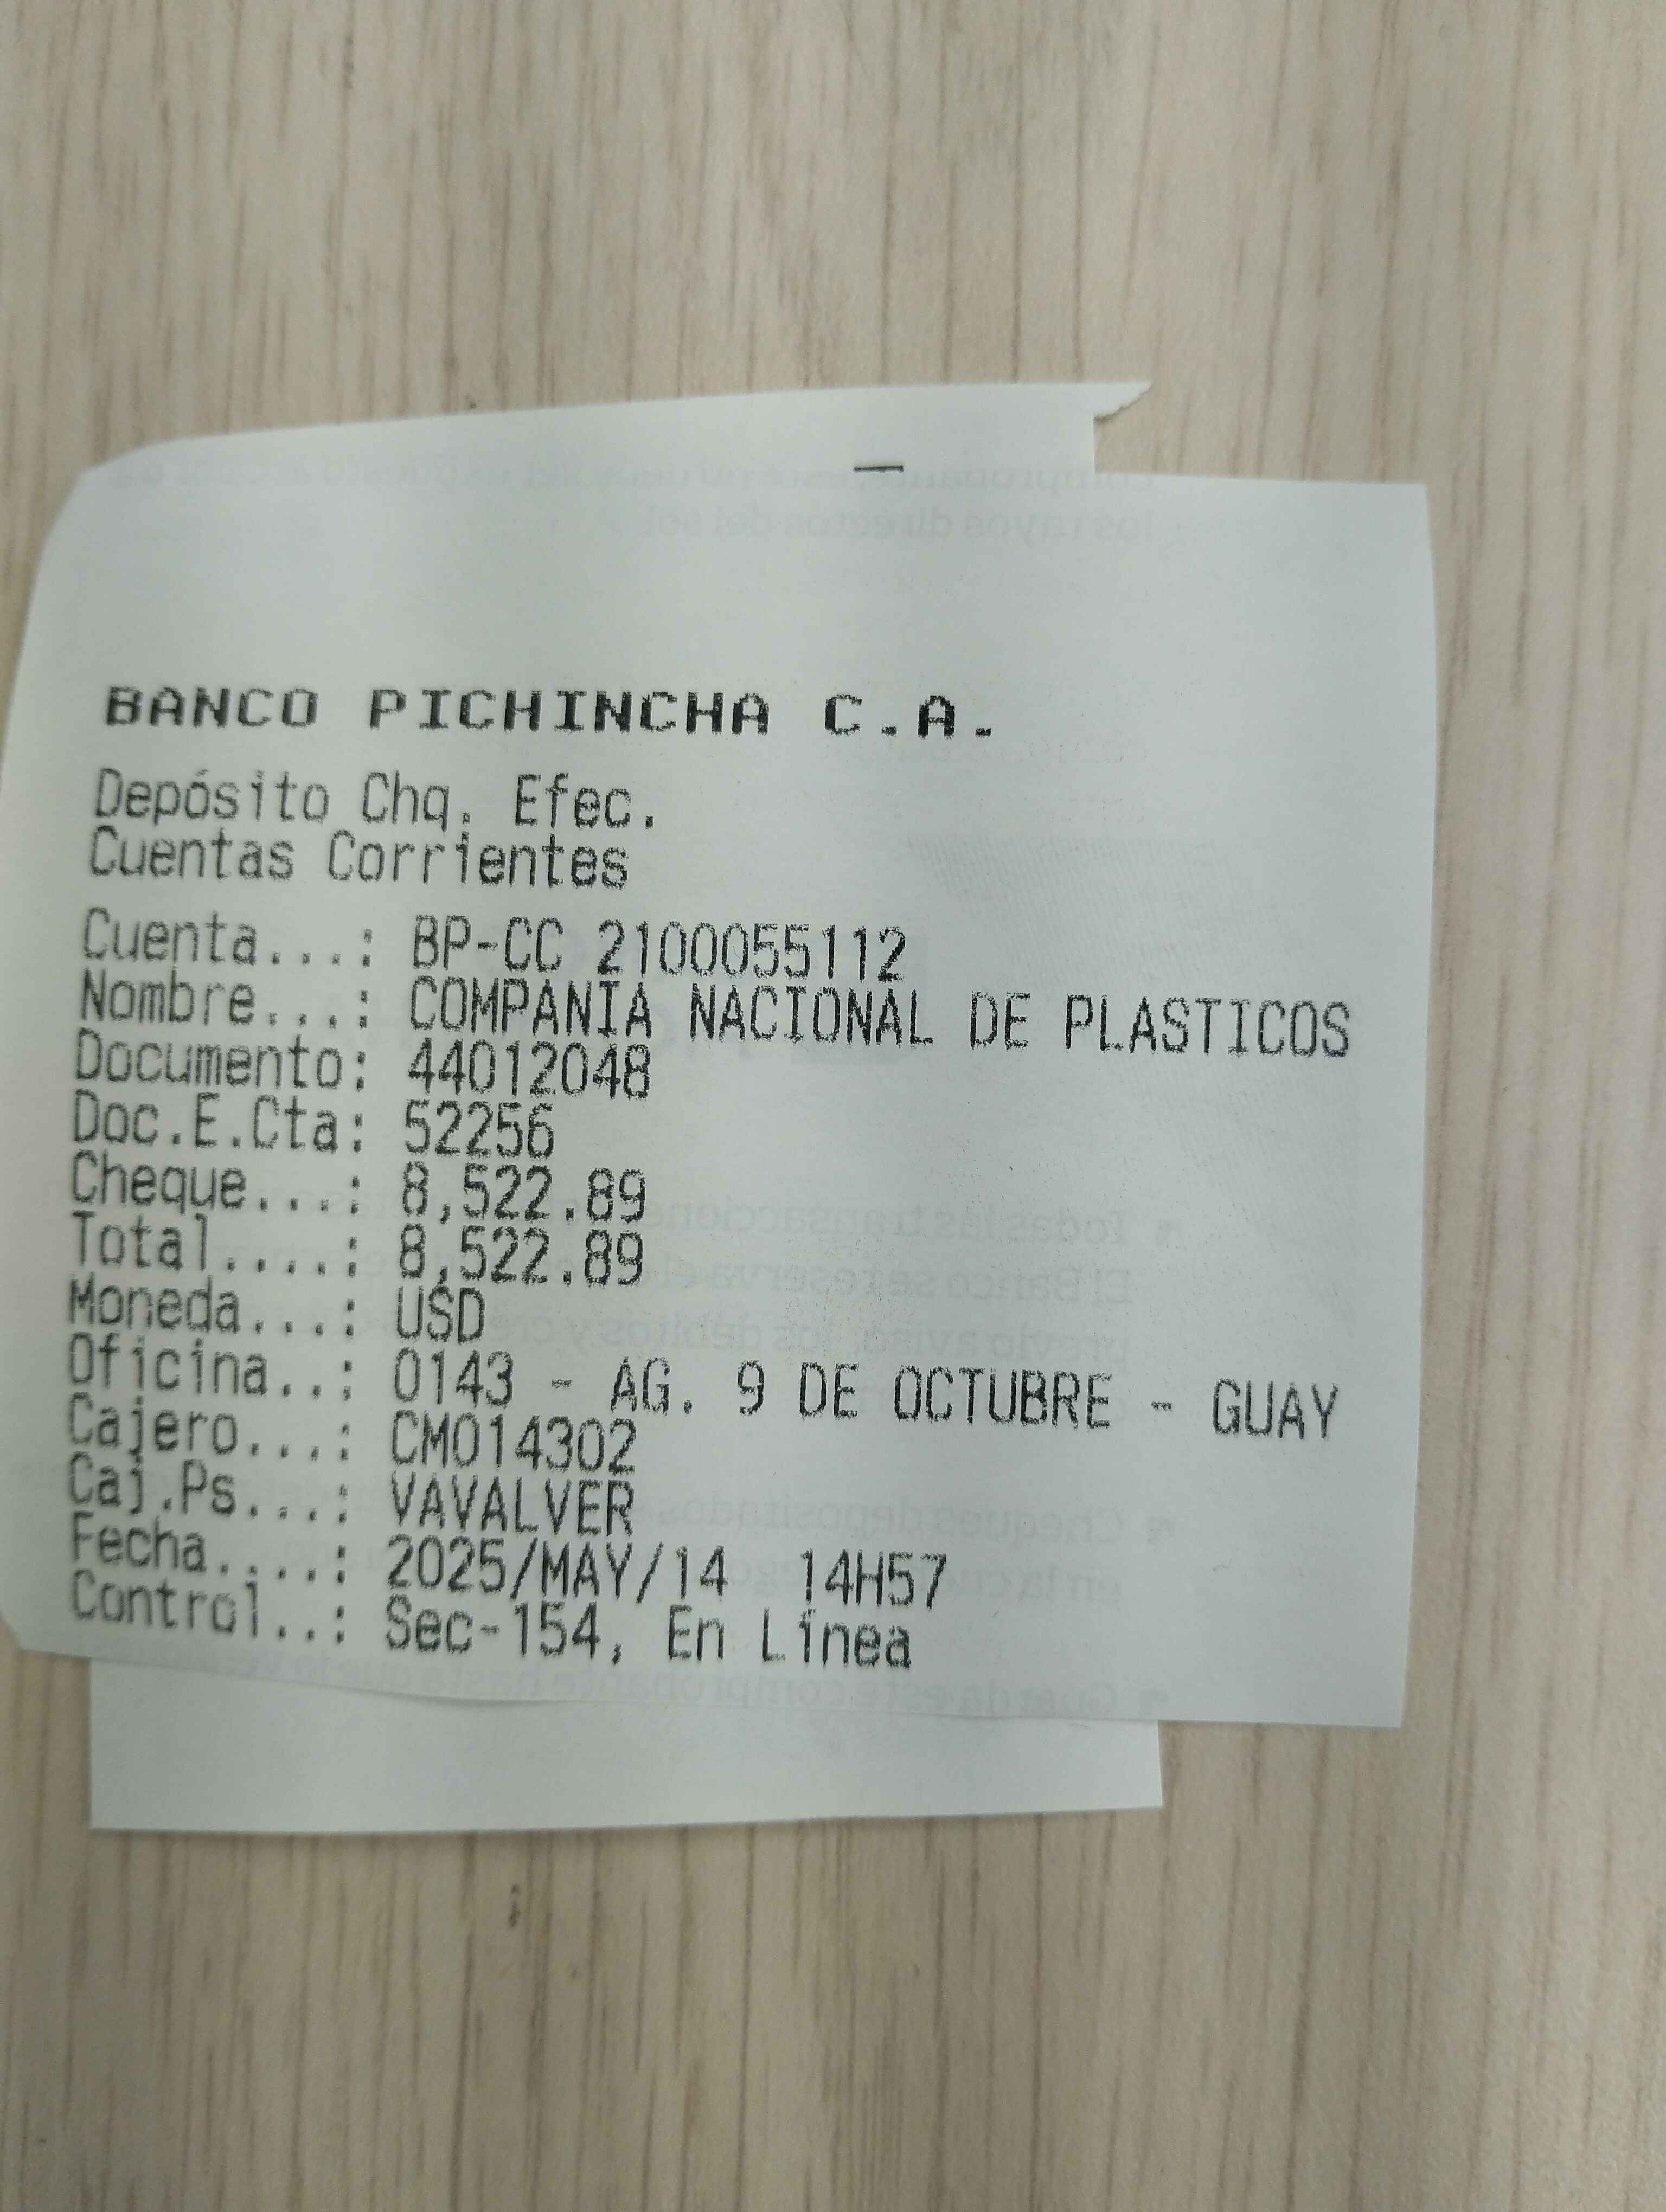 BANCO PICHINCHA C.A.
Depósito Chq. Efec.
Cuentas Corrientes
Cuenta...: BP-CC 2100055112
Nombre...: COMPANIA NACIONAL DE PLASTICOS
Documento: 44012048
Doc.E.Cta: 52256
Cheque...: 8,522.89
Total....: 8,522.89
Moneda...: USD
Oficina..: 0143 - AG. 9 DE OCTUBRE - GUAY
Cajero...: CM014302
Caj.Ps...: VAVALVER
Fecha....: 2025/MAY/14 14H57
Control..: Sec-154, En Línea